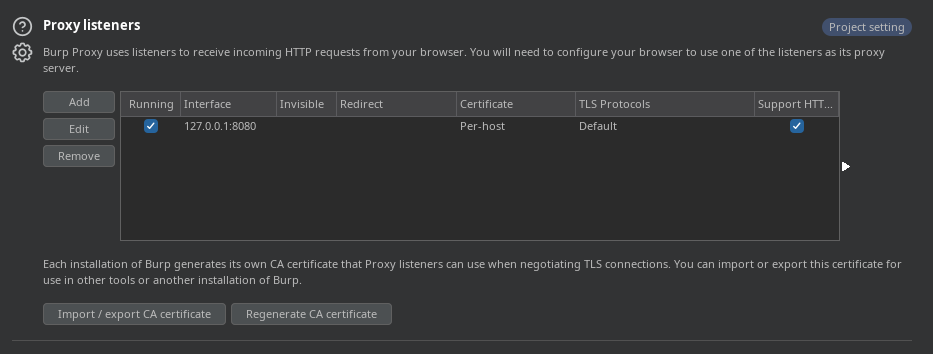 Proxy listeners
Project setting
Burp Proxy uses listeners to receive incoming HTTP requests from your browser. You will need to configure your browser to use one of the listeners as its proxy
server.
Add
Edit
Remove
Running Interface Invisible Redirect Certificate TLS Protocols Support HTT...
127.0.0.1:8080 Per-host Default
Each installation of Burp generates its own CA certificate that Proxy listeners can use when negotiating TLS connections. You can import or export this certificate for
use in other tools or another installation of Burp.
Import / export CA certificate Regenerate CA certificate